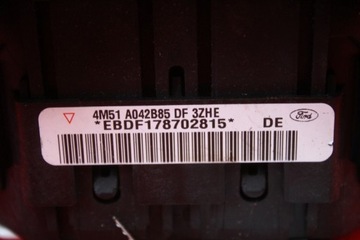 4M51 A042B85 DF 3ZHE
*EBDF178702815*
DE
Ford